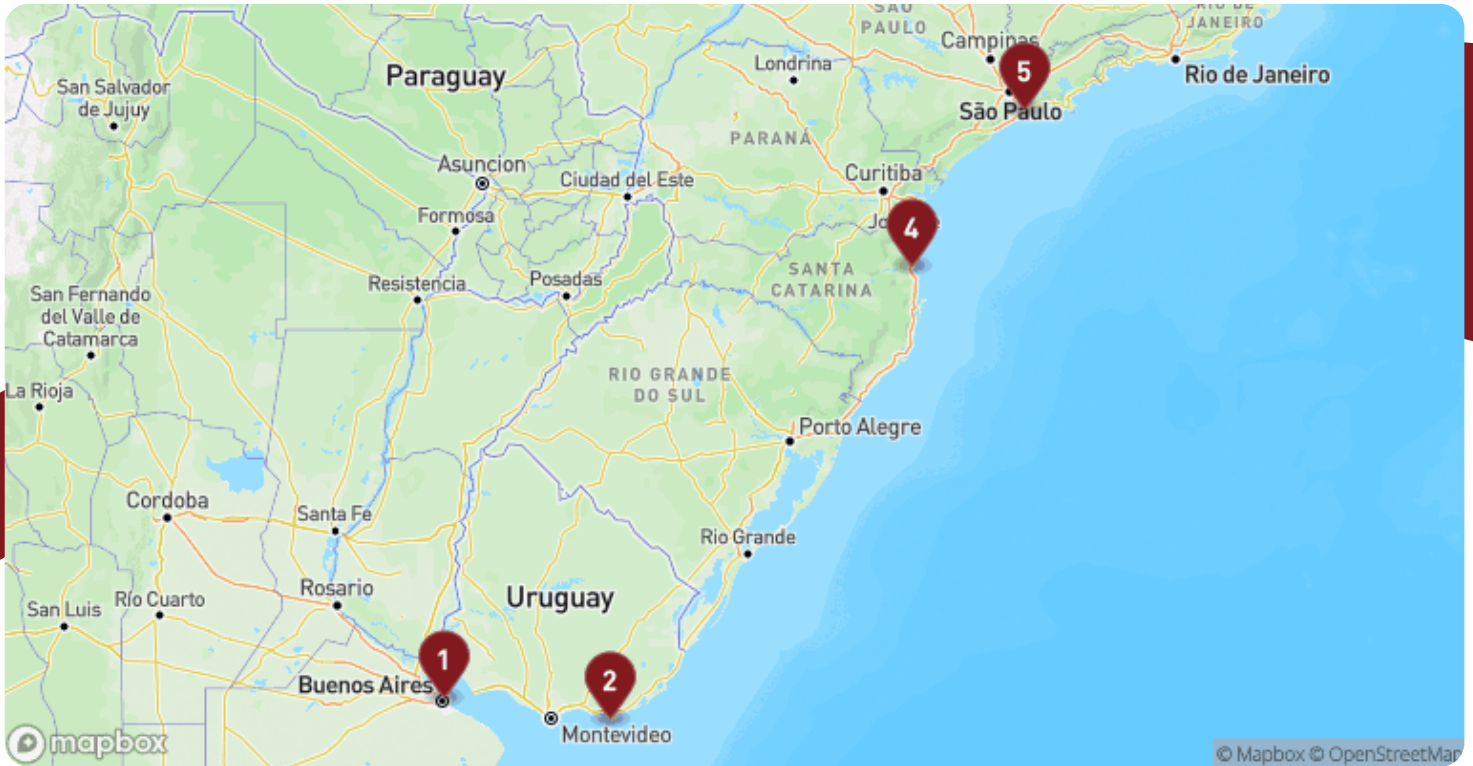 SÃO
PAULO
RIO DE
JANEIRO
Campinas
5
Rio de Janeiro
São Paulo
Londrina
Paraguay
San Salvador
de Jujuy
PARANÁ
Asuncion
Ciudad del Este
Curitiba
Formosa
4
Resistencia
Posadas
SANTA
CATARINA
San Fernando
del Valle de
Catamarca
La Rioja
RIO GRANDE
DO SUL
Porto Alegre
Cordoba
Santa Fe
Rio Grande
Rosario
Uruguay
San Luis
Río Cuarto
1
2
Buenos Aires
Montevideo
mapbox
© Mapbox © OpenStreetMap